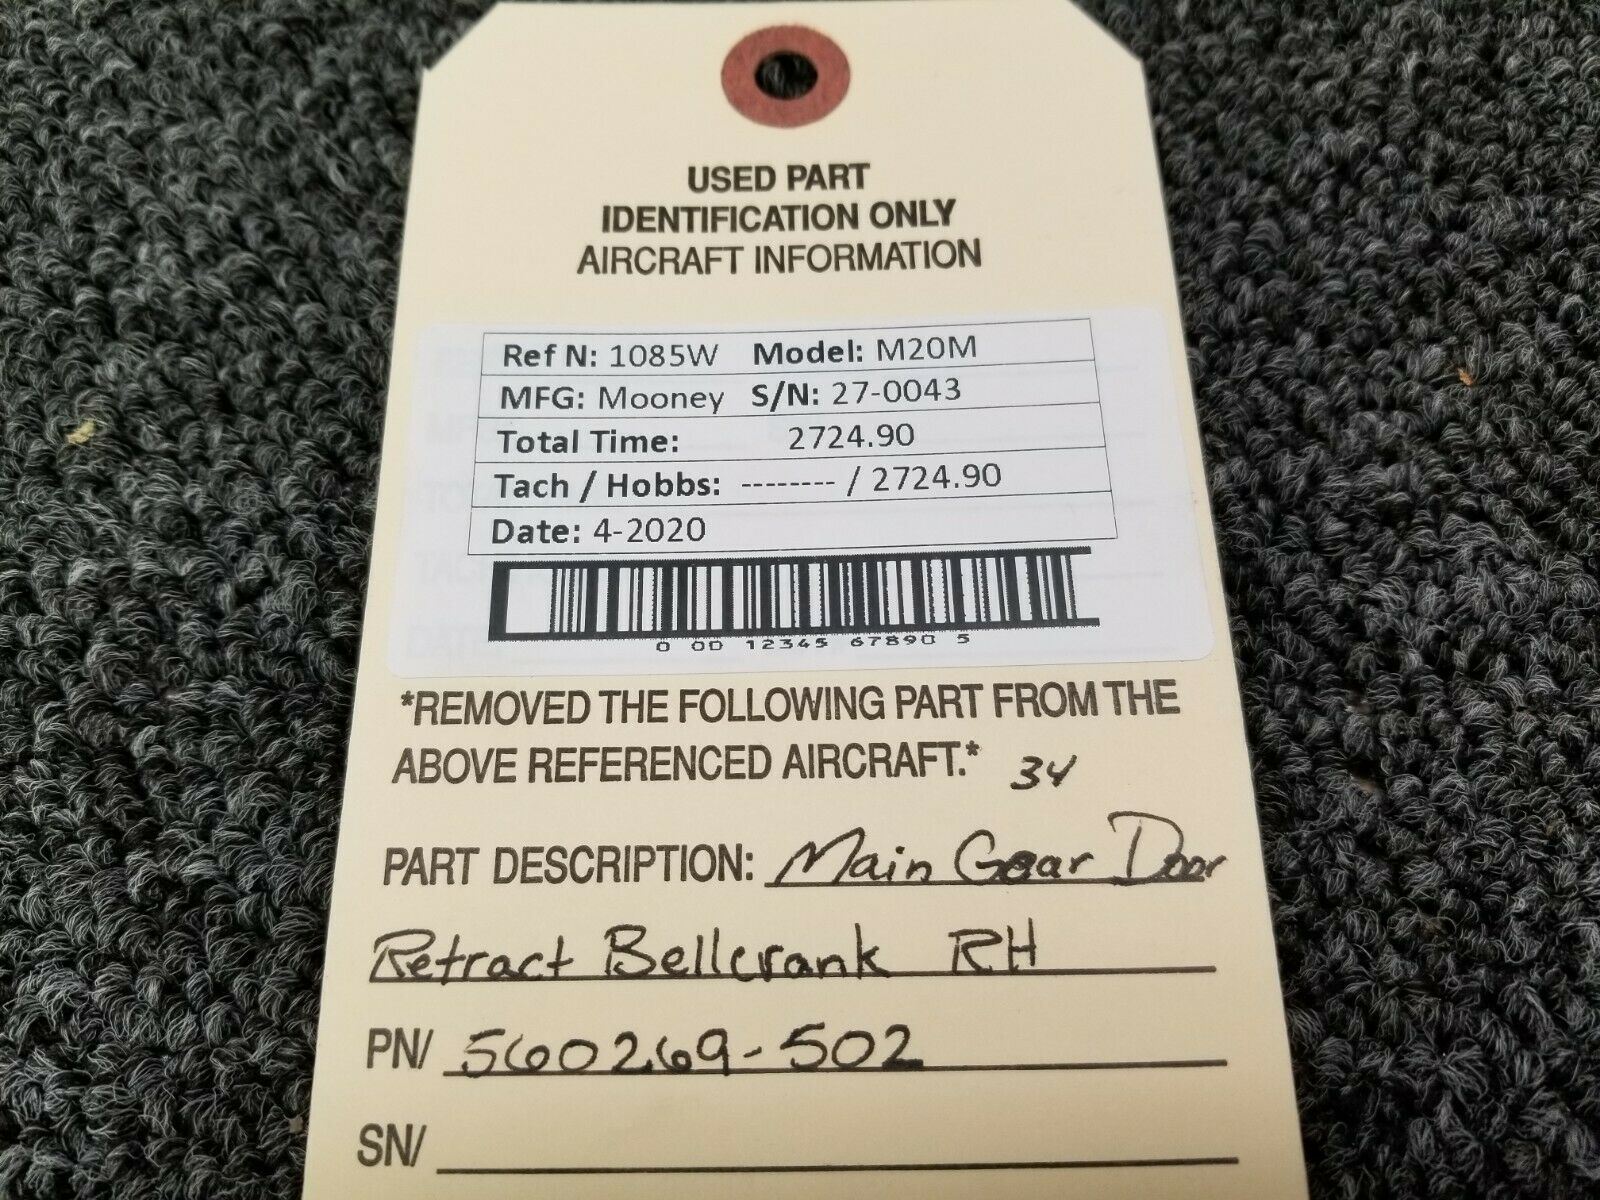 USED PART
IDENTIFICATION ONLY
AIRCRAFT INFORMATION
Ref N: 1085W Model: M20M
MFG: Mooney S/N: 27-0043
Total Time: 2724.90
Tach / Hobbs: -------- / 2724.90
Date: 4-2020
0 00 12345 67890 5
*REMOVED THE FOLLOWING PART FROM THE
ABOVE REFERENCED AIRCRAFT.* 34
PART DESCRIPTION: Main Gear Door
Retract Bellcrank RH
PN/ 560269-502
SN/